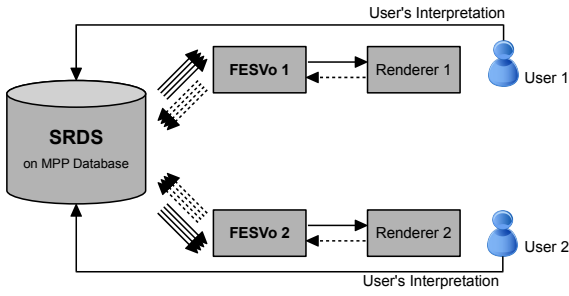 User's Interpretation
FESVo 1
Renderer 1
User 1
SRDS
on MPP Database
FESVo 2
Renderer 2
User 2
User's Interpretation